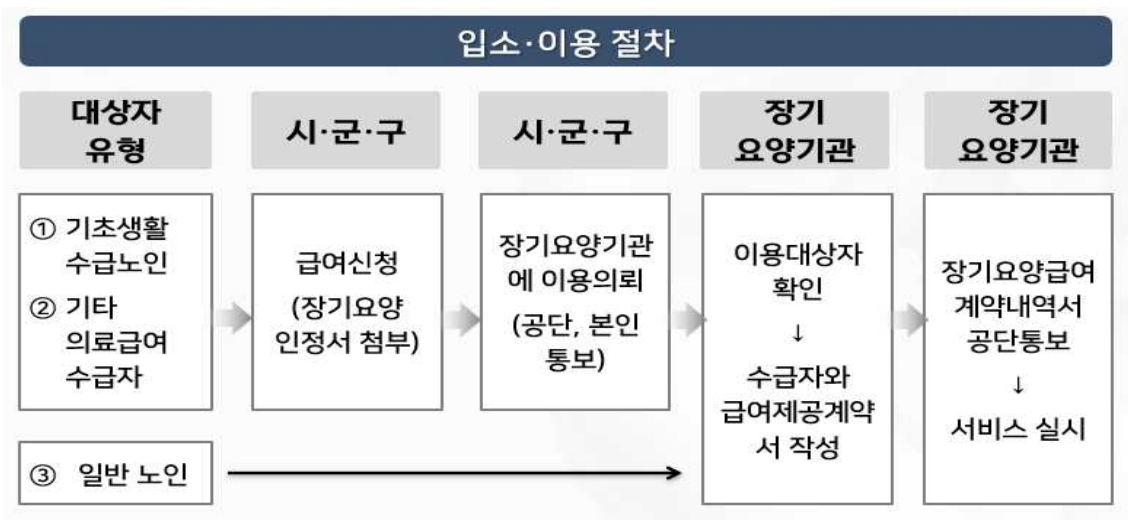 입소·이용 절차
대상자
유형
시·군·구
시·군·구
장기
요양기관
장기
요양기관
① 기초생활
수급노인
② 기타
의료급여
수급자
급여신청
(장기요양
인정서 첨부)
장기요양기관
에 이용의뢰
(공단, 본인
통보)
이용대상자
확인
↓
수급자와
급여제공계약
서 작성
장기요양급여
계약내역서
공단통보
↓
서비스 실시
③ 일반 노인